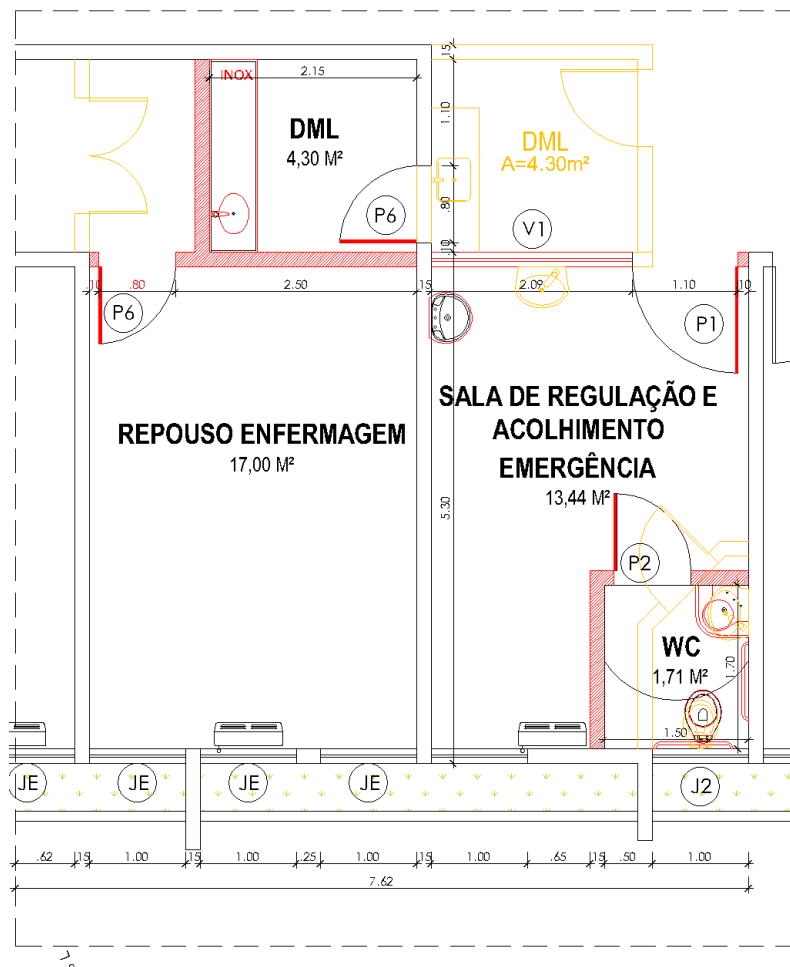 .15
INOX
2.15
DML
4,30 M²
1.10
DML
A=4.30m²
P6
.80
V1
.10
.10
.80
2.50
15
2.09
1.10
10
P6
P1
SALA DE REGULAÇÃO E
ACOLHIMENTO
EMERGÊNCIA
13,44 M²
REPOUSO ENFERMAGEM
17,00 M²
5.30
P2
WC
1,71 M²
1.70
1.50
JE
JE
JE
JE
J2
.62
15
1.00
15
1.00
.25
1.00
15
1.00
.65
15
.50
1.00
7.62